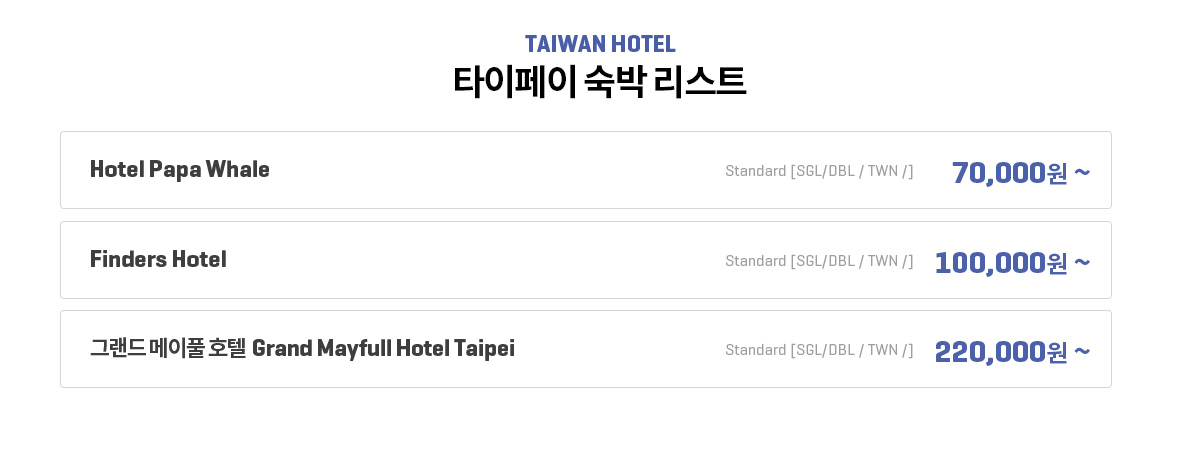 TAIWAN HOTEL
타이페이 숙박 리스트
Hotel Papa Whale Standard [SGL/DBL / TWN /] 70,000원 ~
Finders Hotel Standard [SGL/DBL / TWN /] 100,000원 ~
그랜드 메이풀 호텔 Grand Mayfull Hotel Taipei Standard [SGL/DBL / TWN /] 220,000원 ~